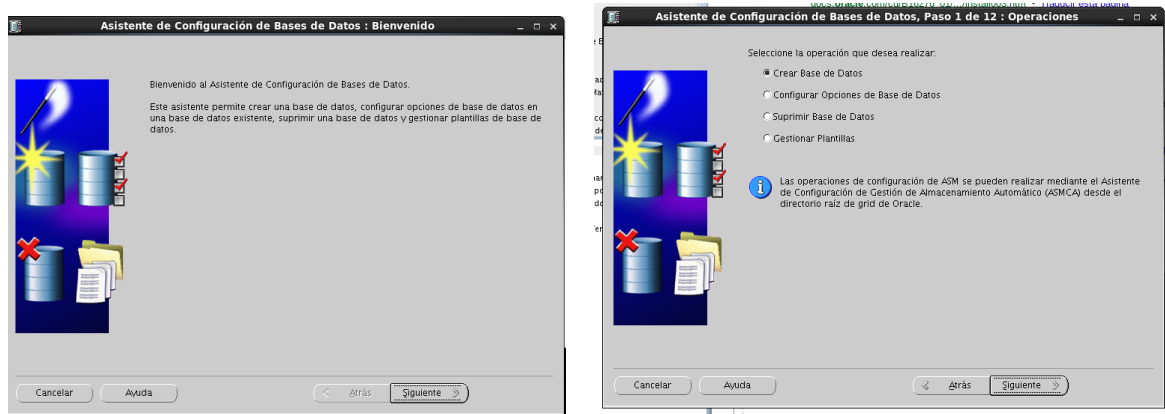 Asistente de Configuración de Bases de Datos : Bienvenido
Bienvenido al Asistente de Configuración de Bases de Datos.
Este asistente permite crear una base de datos, configurar opciones de base de datos en
una base de datos existente, suprimir una base de datos y gestionar plantillas de base de
datos.
Cancelar
Ayuda
Atrás
Siguiente
Asistente de Configuración de Bases de Datos, Paso 1 de 12 : Operaciones
Seleccione la operación que desea realizar:
Crear Base de Datos
Configurar Opciones de Base de Datos
Suprimir Base de Datos
Gestionar Plantillas
Las operaciones de configuración de ASM se pueden realizar mediante el Asistente
de Configuración de Gestión de Almacenamiento Automático (ASMCA) desde el
directorio raíz de grid de Oracle.
Cancelar
Ayuda
Atrás
Siguiente